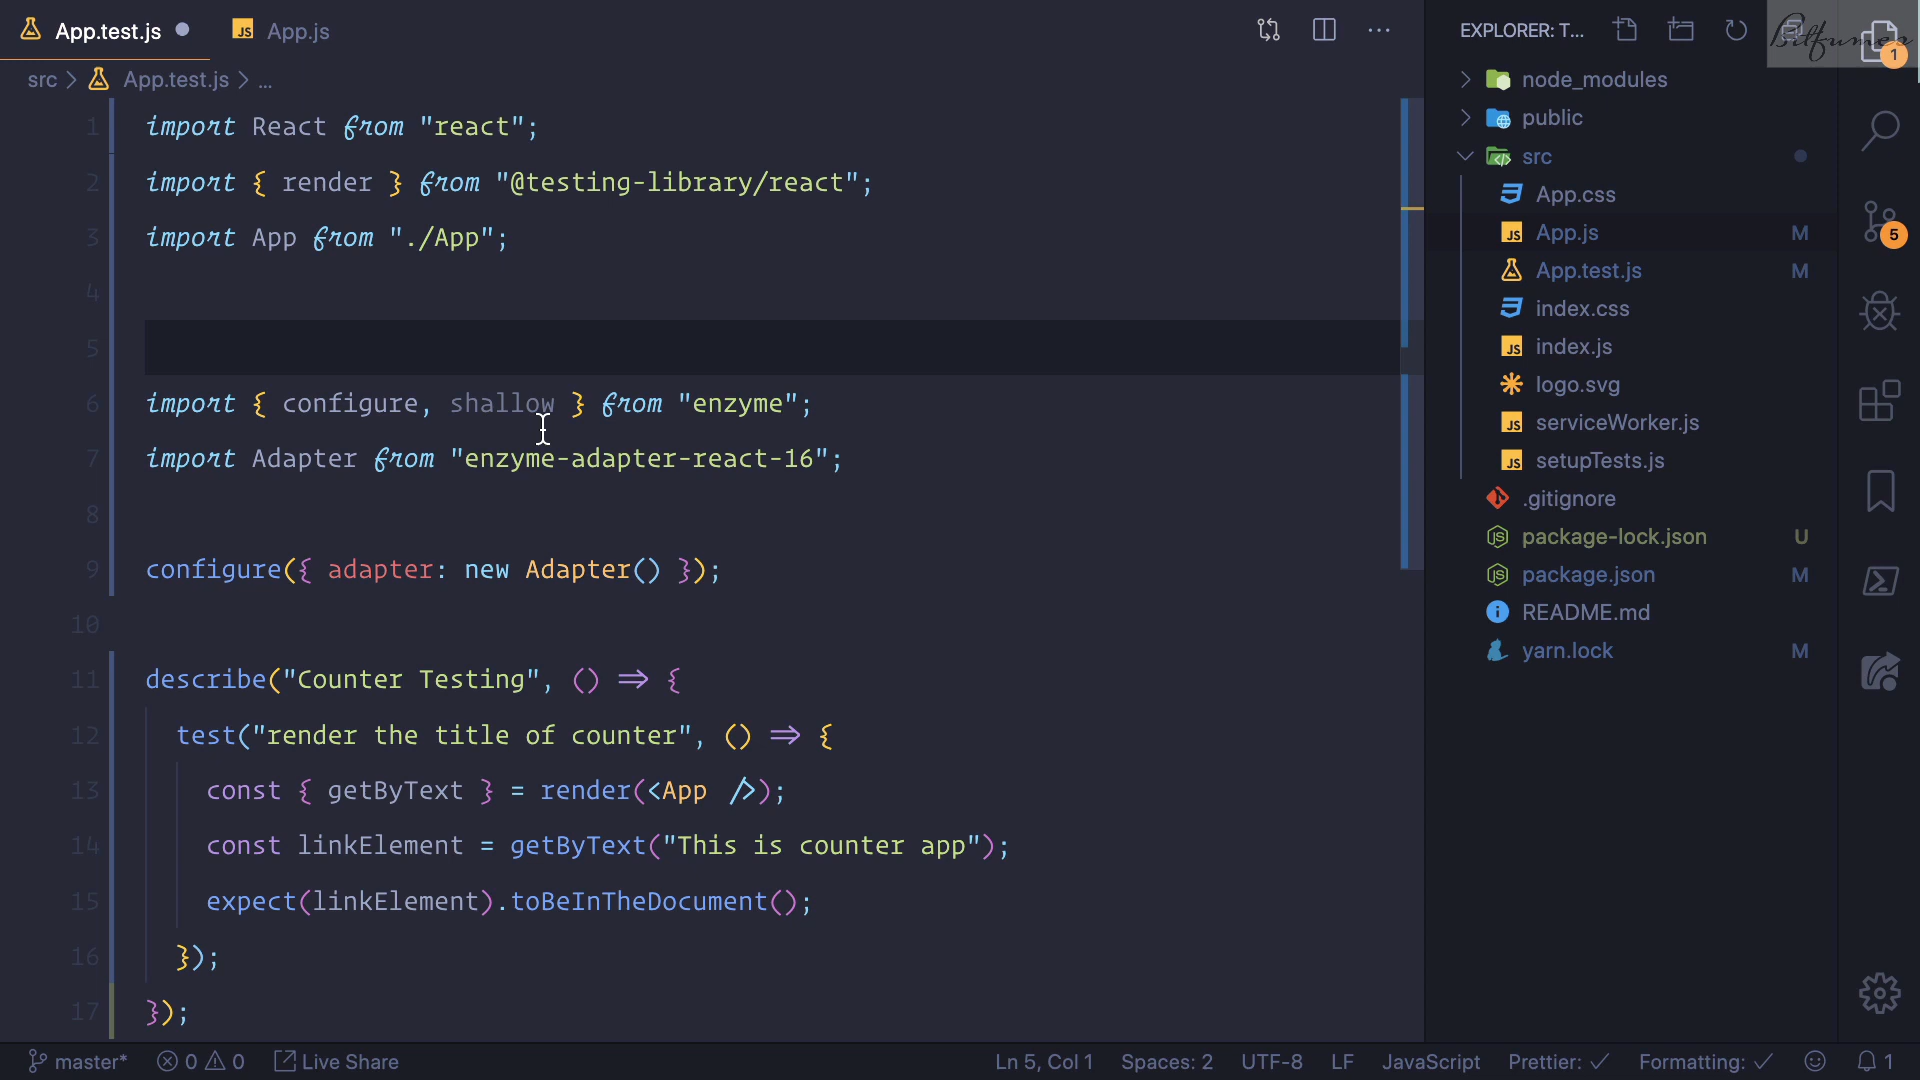 App.test.js
JS App.js
EXPLORER: T...
Bitfumes
1
src > App.test.js > ...
1 import React from "react";
2 import { render } from "@testing-library/react";
3 import App from "./App";
4
5
6 import { configure, shallow } from "enzyme";
7 import Adapter from "enzyme-adapter-react-16";
8
9 configure({ adapter: new Adapter() });
10
11 describe("Counter Testing", () => {
12 test("render the title of counter", () => {
13 const { getByText } = render(<App />);
14 const linkElement = getByText("This is counter app");
15 expect(linkElement).toBeInTheDocument();
16 });
17 });
node_modules
public
src
App.css
JS App.js M
App.test.js M
index.css
JS index.js
logo.svg
JS serviceWorker.js
JS setupTests.js
.gitignore
package-lock.json U
package.json M
README.md
yarn.lock M
5
master* 0 0 Live Share
Ln 5, Col 1 Spaces: 2 UTF-8 LF JavaScript Prettier: ✓ Formatting: ✓ 1